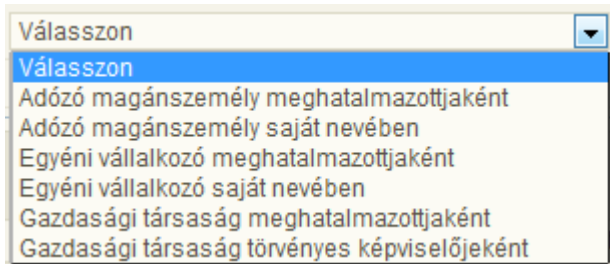 Válasszon
Válasszon
Adózó magánszemély meghatalmazottjaként
Adózó magánszemély saját nevében
Egyéni vállalkozó meghatalmazottjaként
Egyéni vállalkozó saját nevében
Gazdasági társaság meghatalmazottjaként
Gazdasági társaság törvényes képviselőjeként